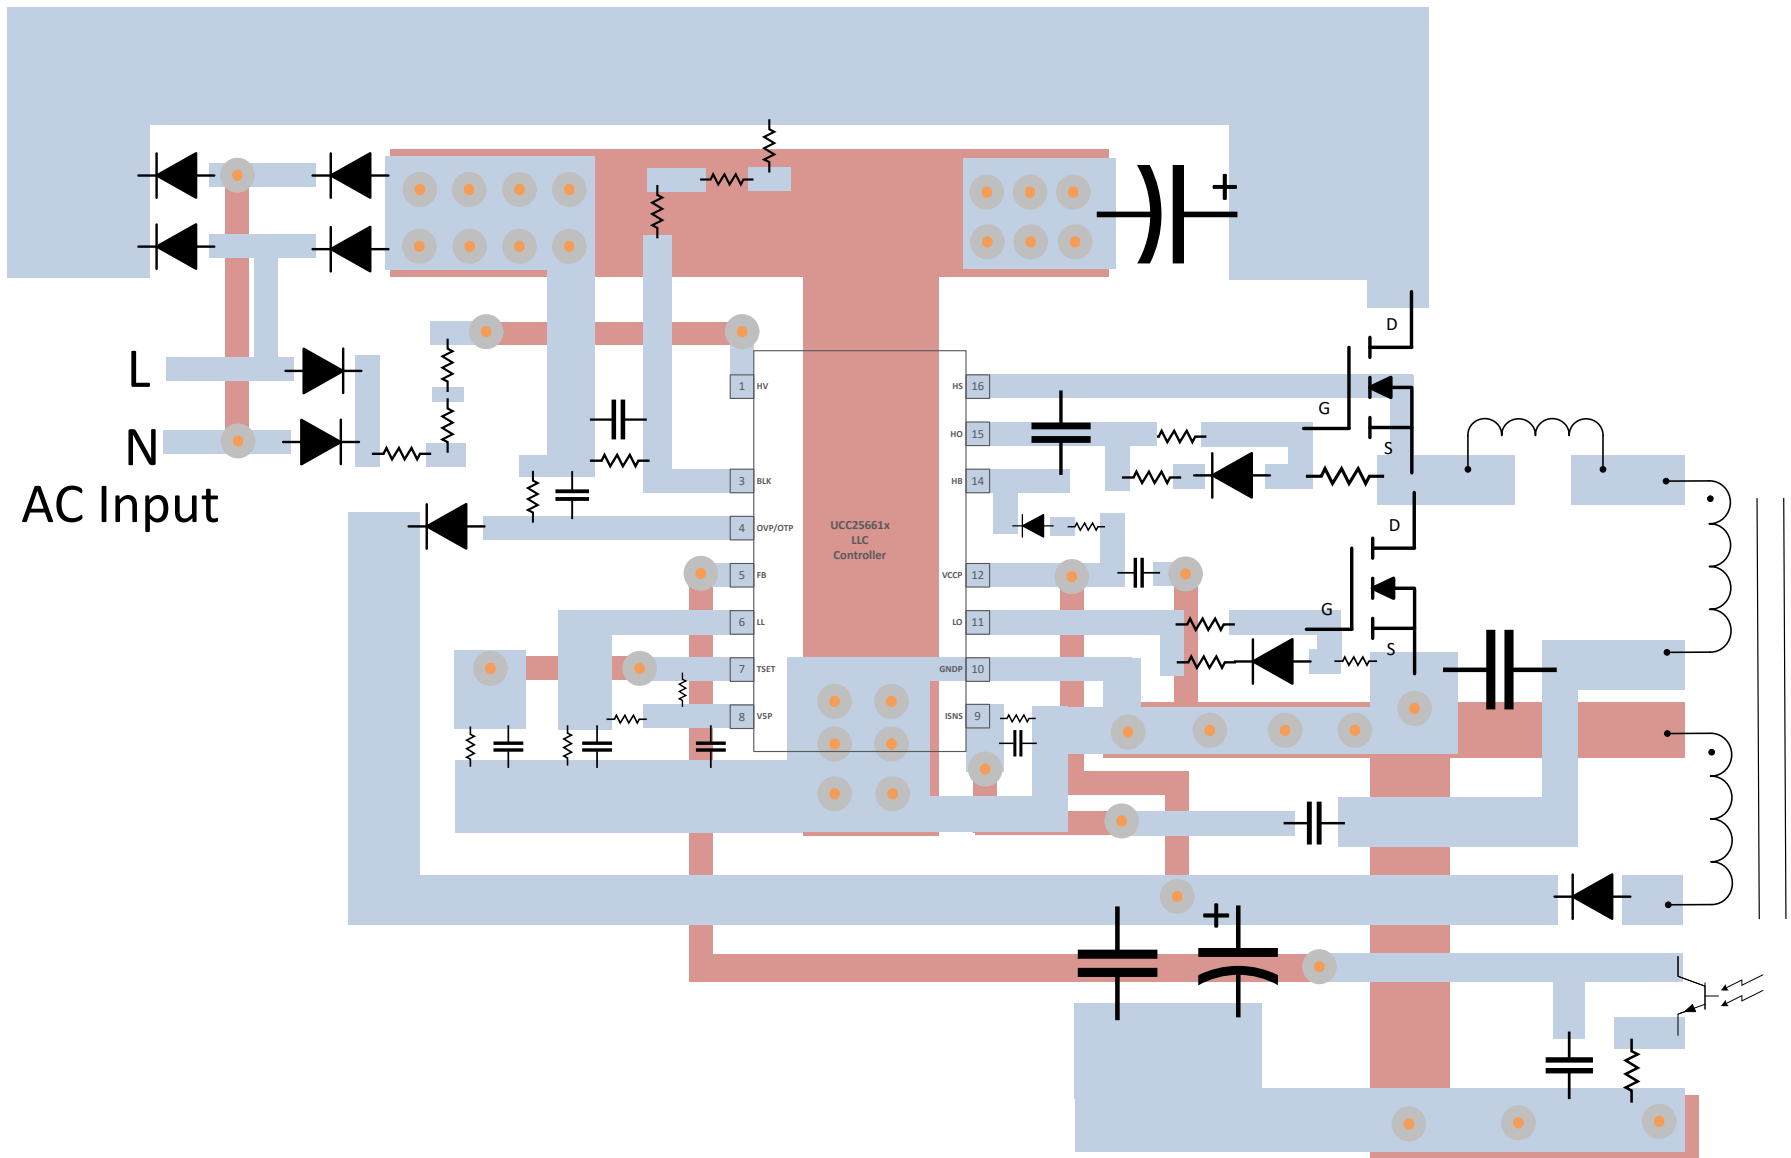 +
D
L
1 HV
HS 16
G
HO 15
N
S
3 BLK
HB 14
AC Input
4 OVP/OTP
UCC25661x
LLC
Controller
D
5 FB
VCCP 12
G
6 LL
LO 11
S
7 TSET
GNDP 10
8 V5P
ISNS 9
+